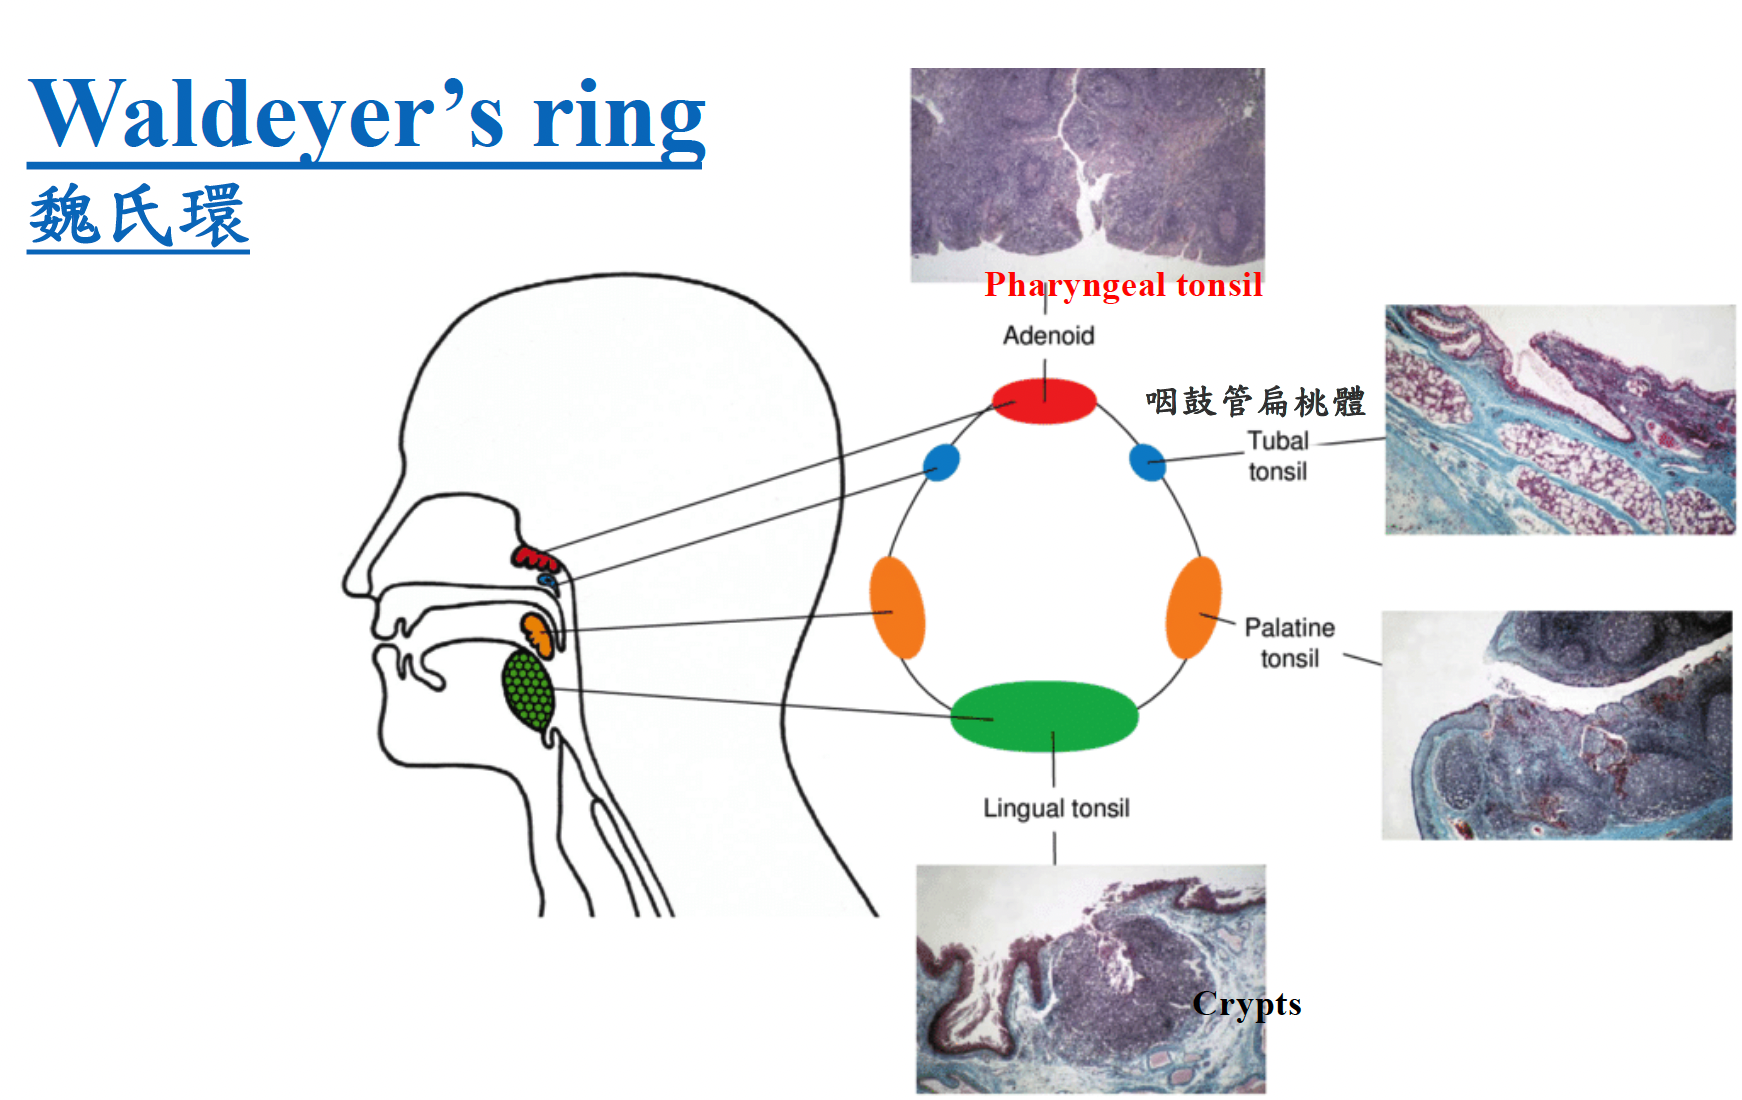 Waldeyer’s ring
魏氏環
Pharyngeal tonsil
Adenoid
咽鼓管扁桃體
Tubal
tonsil
Palatine
tonsil
Lingual tonsil
Crypts